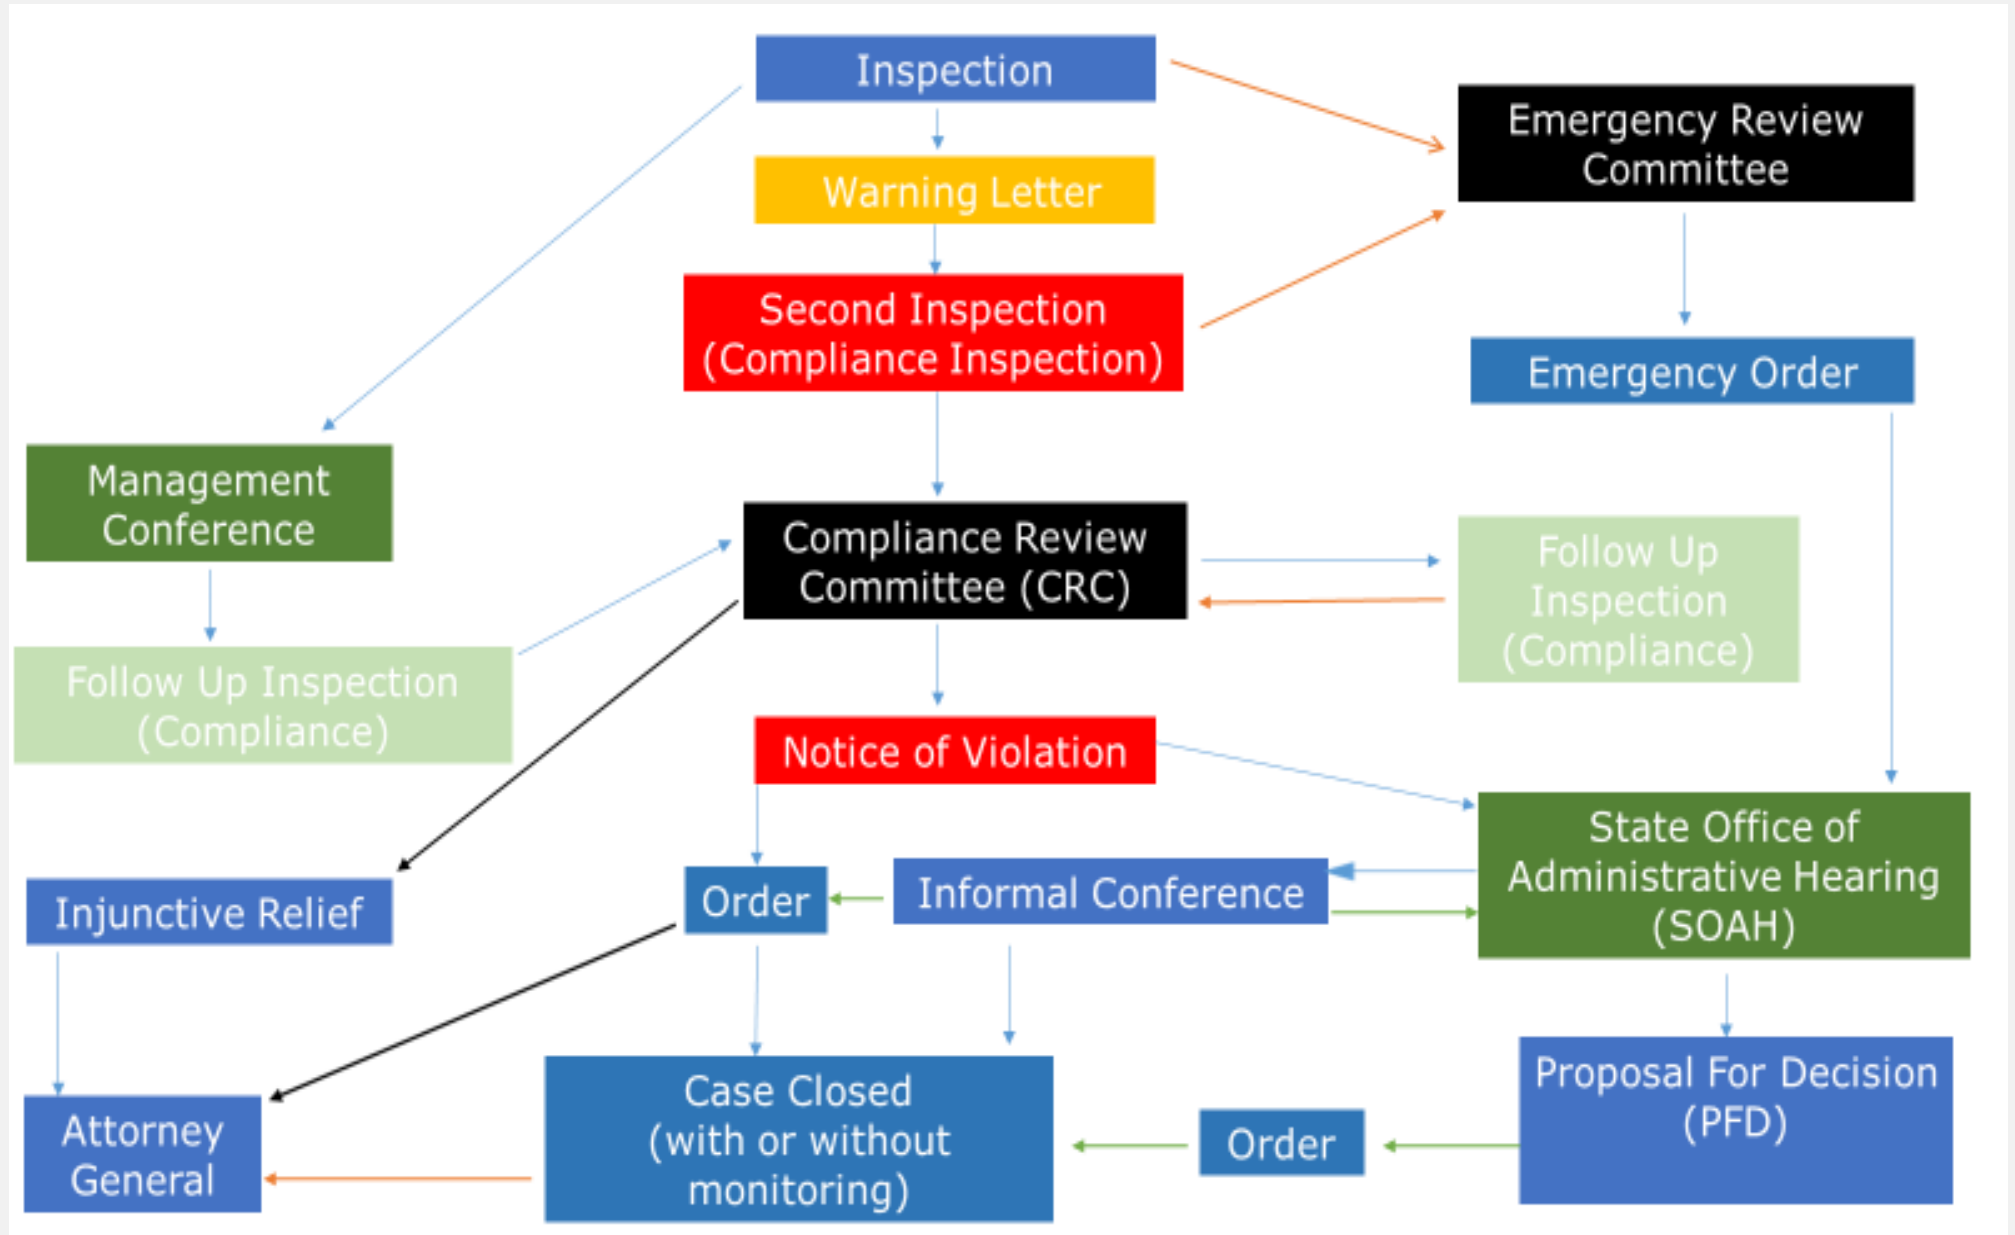 Inspection
Emergency Review
Committee
Warning Letter
Second Inspection
(Compliance Inspection)
Emergency Order
Management
Conference
Compliance Review
Committee (CRC)
Follow Up
Inspection
(Compliance)
Follow Up Inspection
(Compliance)
Notice of Violation
State Office of
Administrative Hearing
(SOAH)
Injunctive Relief
Order
Informal Conference
Proposal For Decision
(PFD)
Attorney
General
Case Closed
(with or without
monitoring)
Order